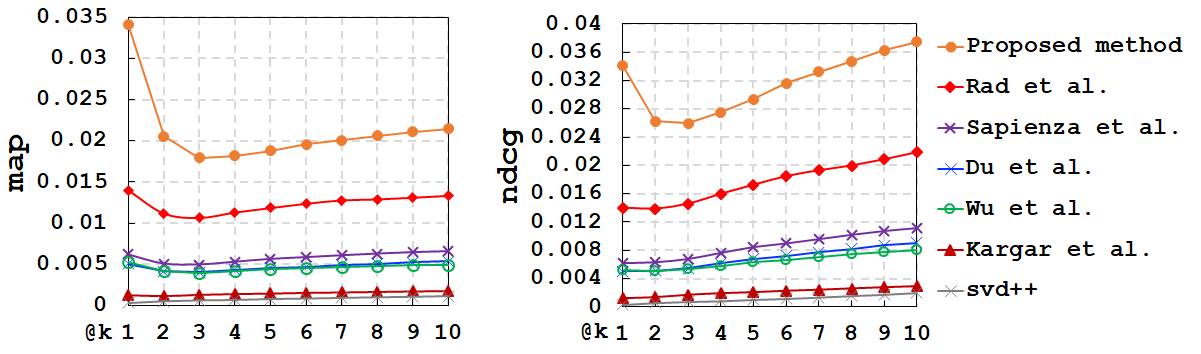 0.035
0.03
0.025
0.02
0.015
0.01
0.005
0
map
@k 1 2 3 4 5 6 7 8 9 10
0.04
0.036
0.032
0.028
0.024
0.02
0.016
0.012
0.008
0.004
0
ndcg
@k 1 2 3 4 5 6 7 8 9 10
Proposed method
Rad et al.
Sapienza et al.
Du et al.
Wu et al.
Kargar et al.
svd++